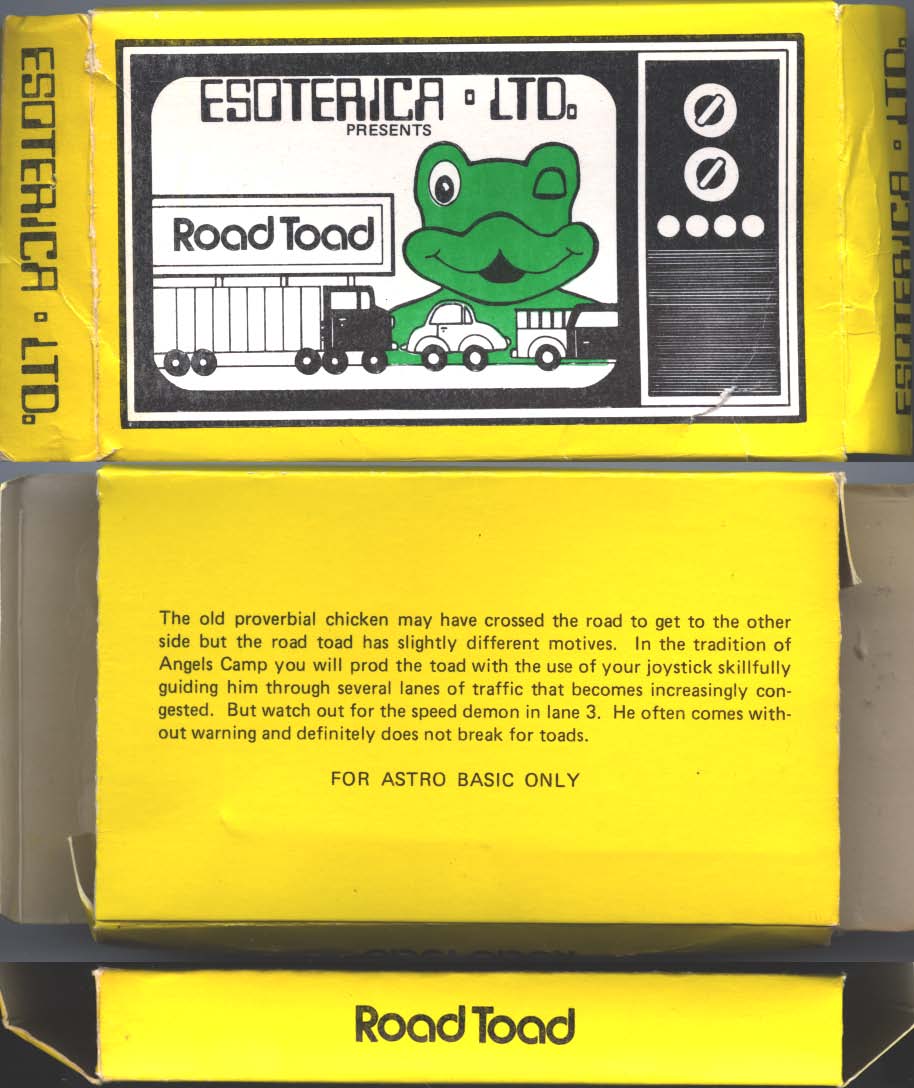 ESOTERICA · LTD.
ESOTERICA · LTD.
PRESENTS
Road Toad
ESOTERICA · LTD.
The old proverbial chicken may have crossed the road to get to the other
side but the road toad has slightly different motives. In the tradition of
Angels Camp you will prod the toad with the use of your joystick skillfully
guiding him through several lanes of traffic that becomes increasingly con-
gested. But watch out for the speed demon in lane 3. He often comes with-
out warning and definitely does not break for toads.
FOR ASTRO BASIC ONLY
Road Toad